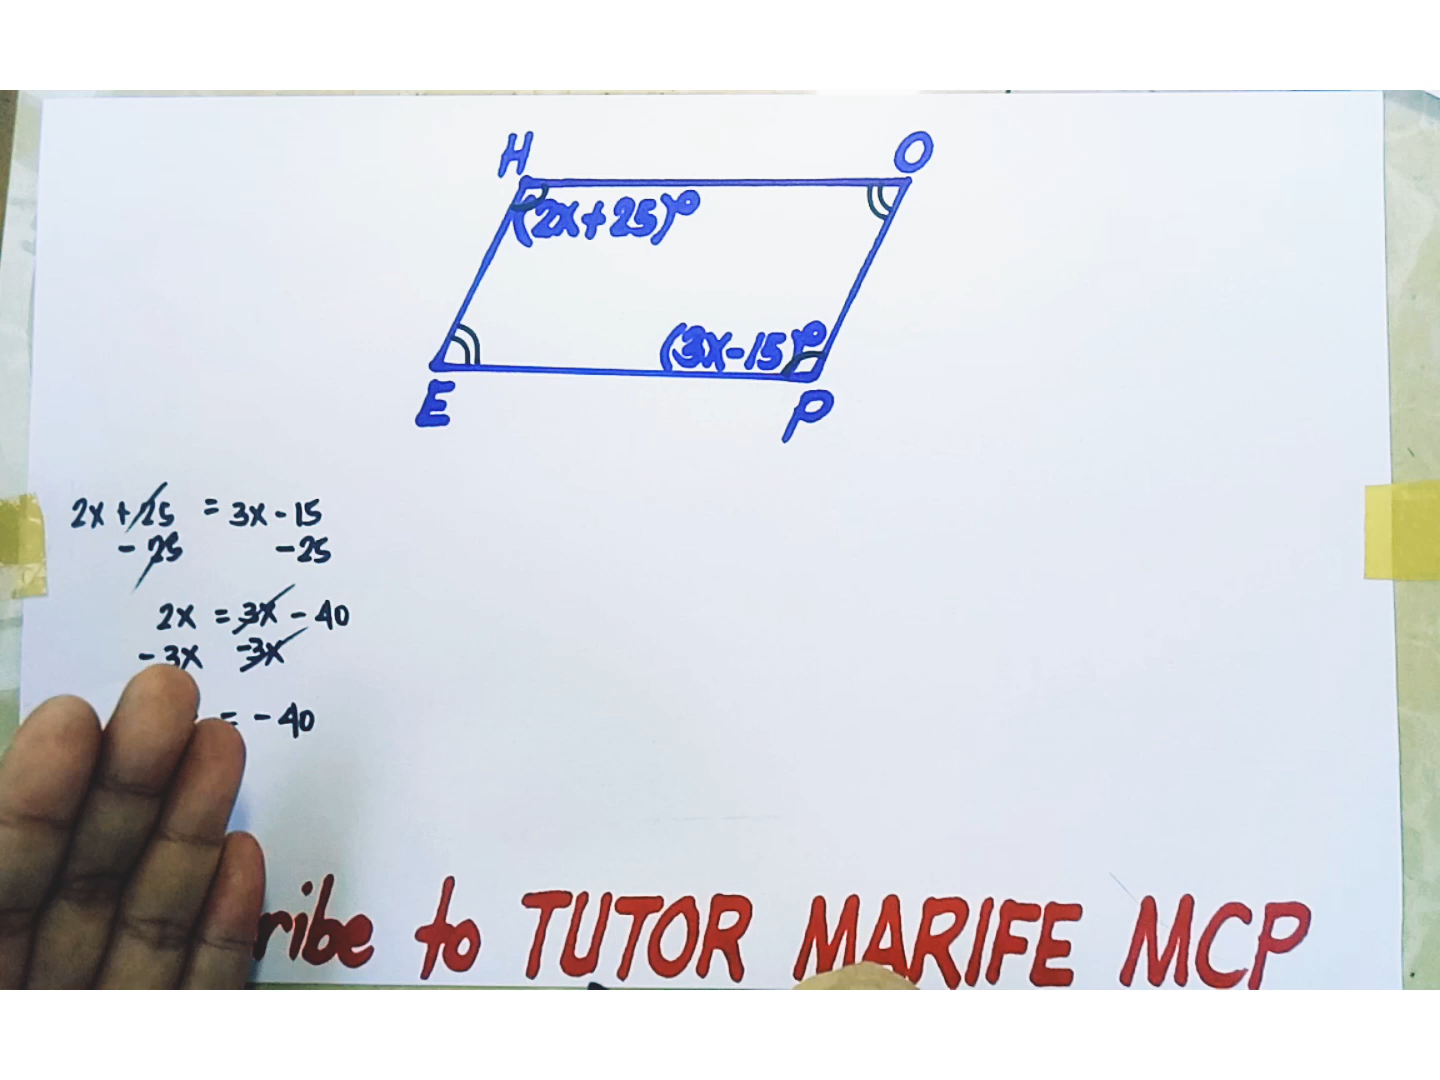 H
O
(2x+25)°
(3x-15)°
E
P
2x + 25 = 3x - 15
- 25 - 25
2x = 3x - 40
- 3x - 3x
= - 40
to TUTOR MARIFE MCP